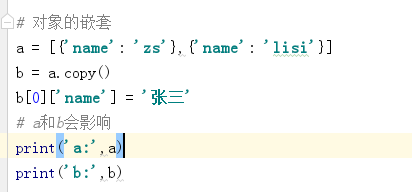 # 对象的嵌套
a = [{'name': 'zs'},{'name': 'lisi'}]
b = a.copy()
b[0]['name'] = '张三'
# a和b会影响
print('a:',a)
print('b:',b)